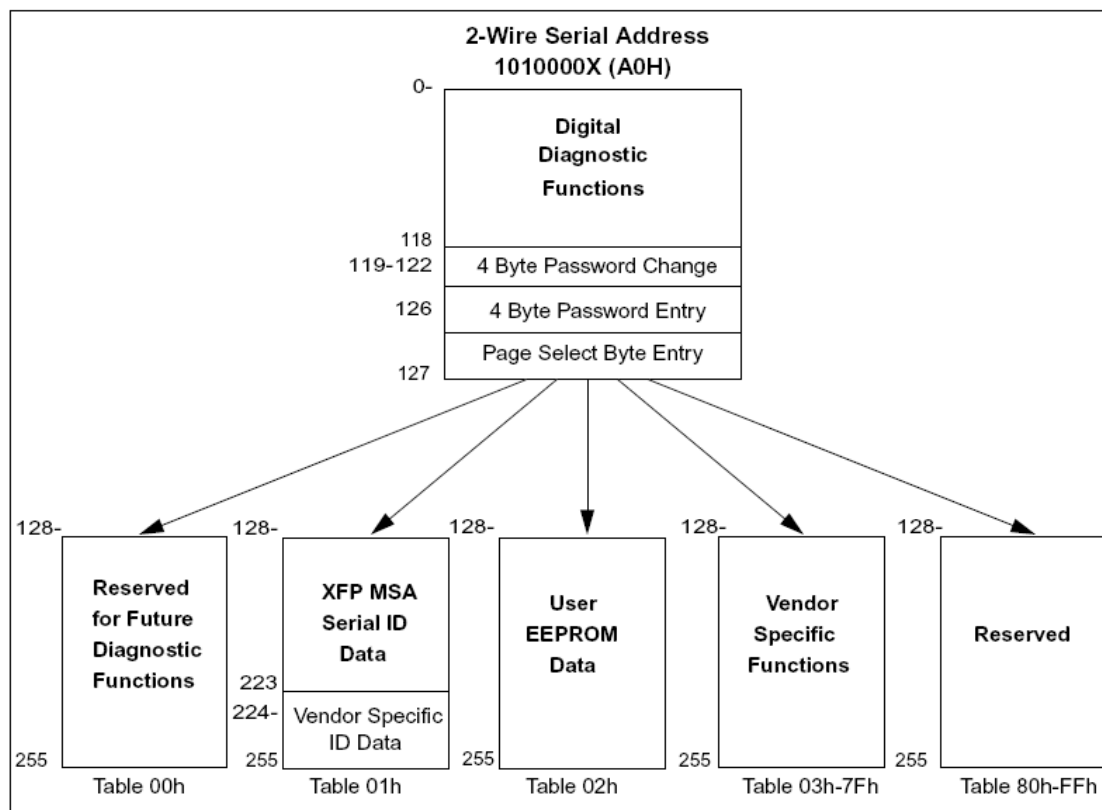 2-Wire Serial Address
1010000X (A0H)
0-
Digital
Diagnostic
Functions
118
119-122
4 Byte Password Change
126
4 Byte Password Entry
Page Select Byte Entry
127
128-
Reserved
for Future
Diagnostic
Functions
255
Table 00h
128-
XFP MSA
Serial ID
Data
223
224-
Vendor Specific
ID Data
255
Table 01h
128-
User
EEPROM
Data
255
Table 02h
128-
Vendor
Specific
Functions
255
Table 03h-7Fh
128-
Reserved
255
Table 80h-FFh